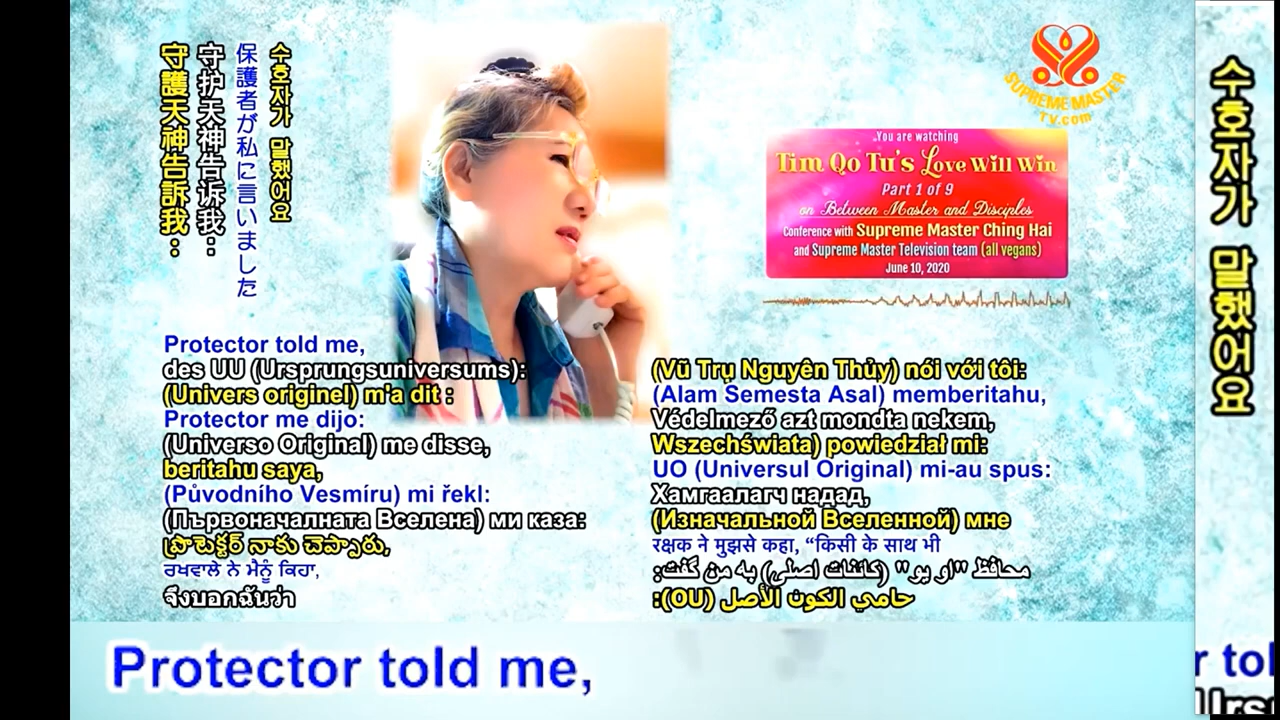 守護天神告訴我：
守护天神告诉我：
保護者が私に言いました
수호자가 말했어요
SUPREME MASTER
TV.com
You are watching
Tim Qo Tu's Love Will Win
Part 1 of 9
on Between Master and Disciples
Conference with Supreme Master Ching Hai
and Supreme Master Television team (all vegans)
June 10, 2020
Protector told me,
des UU (Ursprungsuniversums):
(Univers originel) m'a dit :
Protector me dijo:
(Universo Original) me disse,
beritahu saya,
(Původního Vesmíru) mi řekl:
(Първоначалната Вселена) ми каза:
ప్రొటెక్టర్ నాకు చెప్పారు,
ਰਖਵਾਲੇ ਨੇ ਮੈਨੂੰ ਕਿਹਾ,
จึงบอกฉันว่า
(Vũ Trụ Nguyên Thủy) nói với tôi:
(Alam Semesta Asal) memberitahu,
Védelmező azt mondta nekem,
Wszechświata) powiedział mi:
UO (Universul Original) mi-au spus:
Хамгаалагч надад,
(Изначальной Вселенной) мне
रक्षक ने मुझसे कहा, “किसी के साथ भी
محافظ "او یو" (کائنات اصلی) به من گفت:
حامي الكون الأصل (OU):
Protector told me,
수호자가 말했어요
r tol
Urs